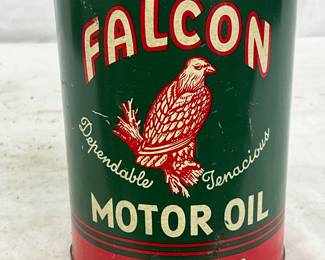 FALCON
Dependable Tenacious
MOTOR OIL